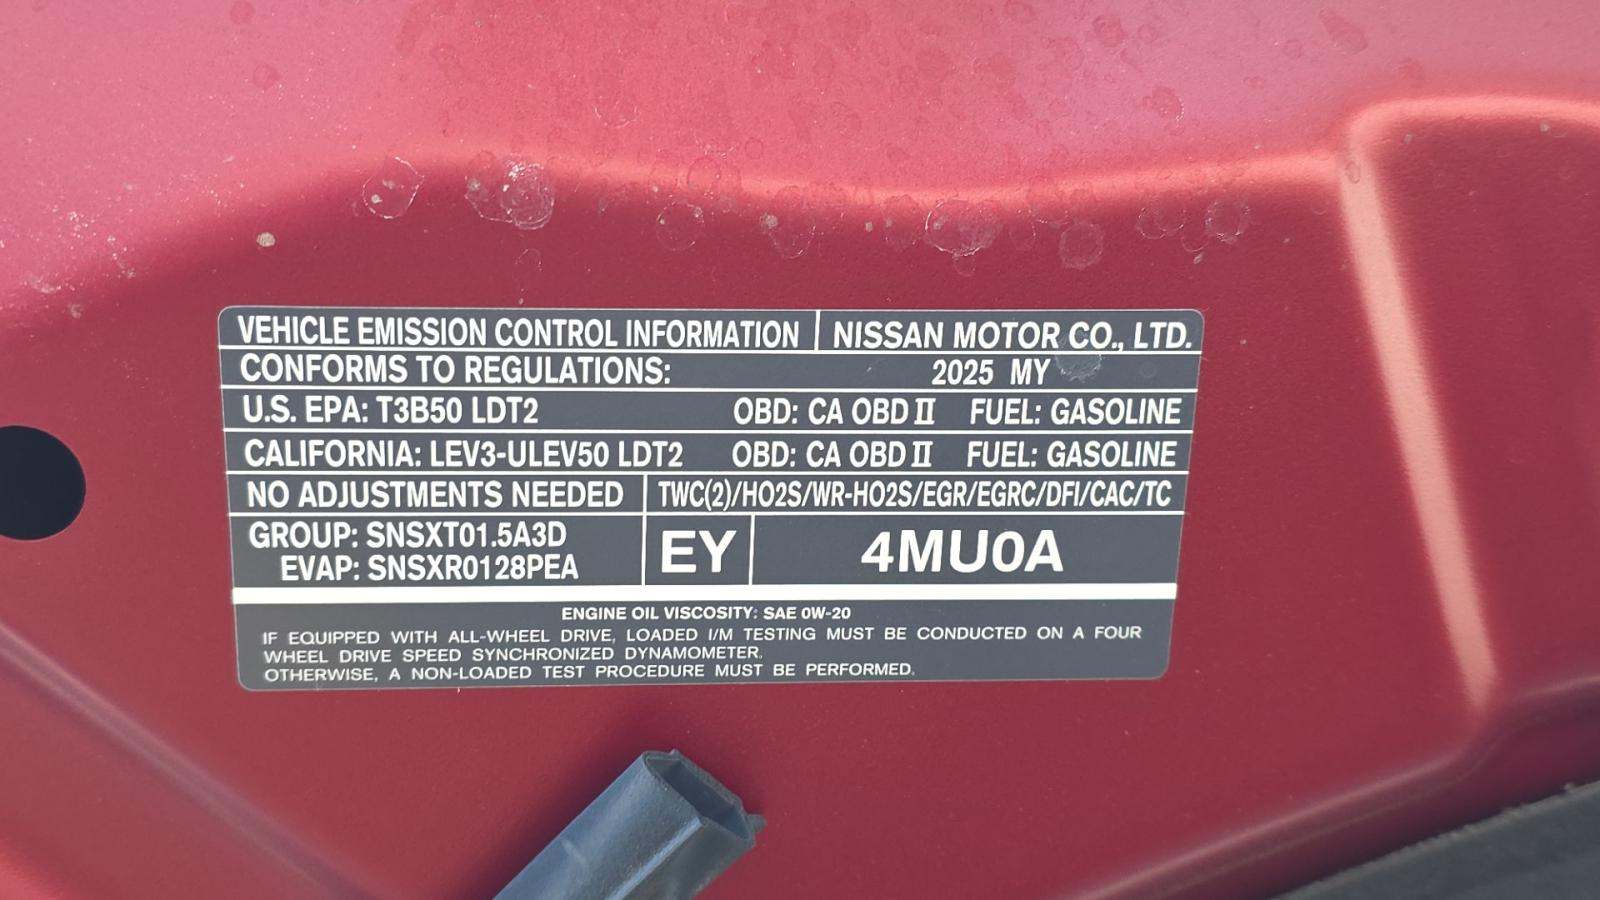 VEHICLE EMISSION CONTROL INFORMATION NISSAN MOTOR CO., LTD.
CONFORMS TO REGULATIONS: 2025 MY
U.S. EPA: T3B50 LDT2 OBD: CA OBD II FUEL: GASOLINE
CALIFORNIA: LEV3-ULEV50 LDT2 OBD: CA OBD II FUEL: GASOLINE
NO ADJUSTMENTS NEEDED TWC(2)/HO2S/WR-HO2S/EGR/EGRC/DFI/CAC/TC
GROUP: SNSXT01.5A3D
EVAP: SNSXR0128PEA
EY 4MU0A
ENGINE OIL VISCOSITY: SAE 0W-20
IF EQUIPPED WITH ALL-WHEEL DRIVE, LOADED I/M TESTING MUST BE CONDUCTED ON A FOUR
WHEEL DRIVE SPEED SYNCHRONIZED DYNAMOMETER.
OTHERWISE, A NON-LOADED TEST PROCEDURE MUST BE PERFORMED.